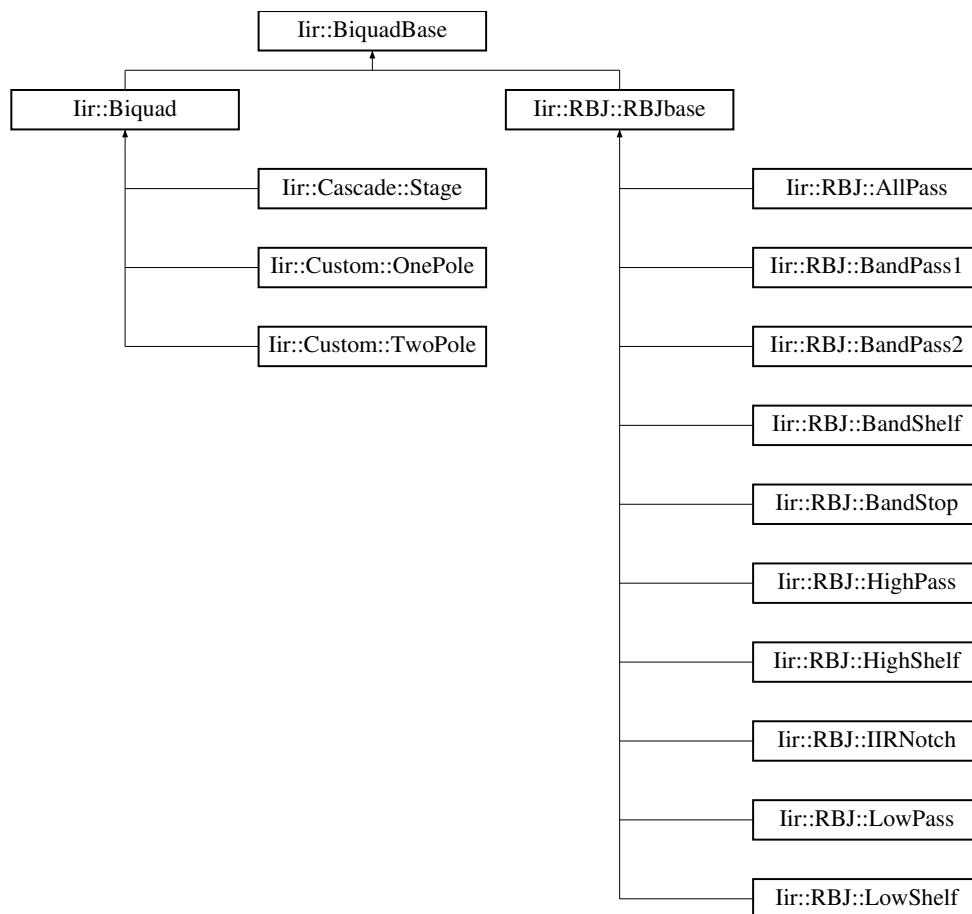 Iir::BiquadBase
Iir::Biquad
Iir::RBJ::RBJbase
Iir::Cascade::Stage
Iir::RBJ::AllPass
Iir::Custom::OnePole
Iir::RBJ::BandPass1
Iir::Custom::TwoPole
Iir::RBJ::BandPass2
Iir::RBJ::BandShelf
Iir::RBJ::BandStop
Iir::RBJ::HighPass
Iir::RBJ::HighShelf
Iir::RBJ::IIRNotch
Iir::RBJ::LowPass
Iir::RBJ::LowShelf